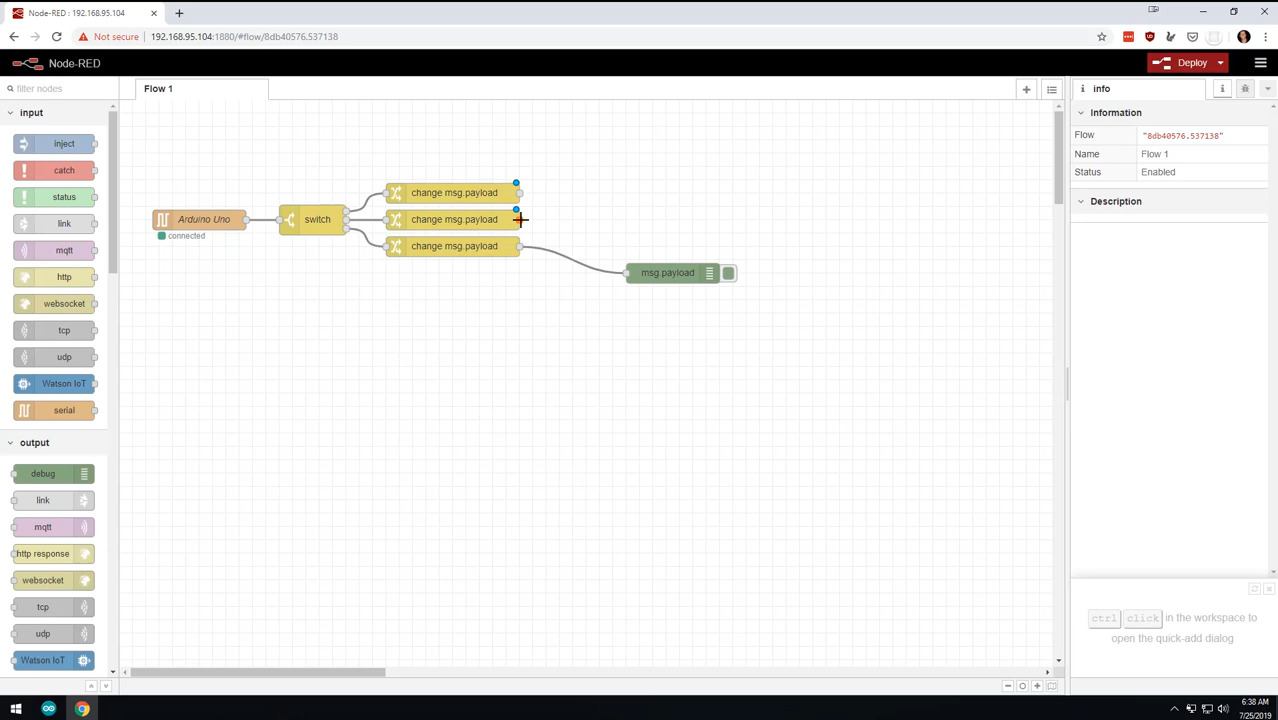 Node-RED : 192.168.95.104
Not secure
192.168.95.104:1880/#flow/8db40576.537138
Node-RED
Deploy
filter nodes
Flow 1
info
input
inject
catch
status
link
mqtt
http
websocket
tcp
udp
Watson IoT
serial
output
debug
link
mqtt
http response
websocket
tcp
udp
Watson IoT
Arduino Uno
connected
switch
change msg.payload
change msg.payload
change msg.payload
msg.payload
Information
Flow "8db40576.537138"
Name Flow 1
Status Enabled
Description
ctrl click in the workspace to
open the quick-add dialog
6:38 AM
7/25/2019